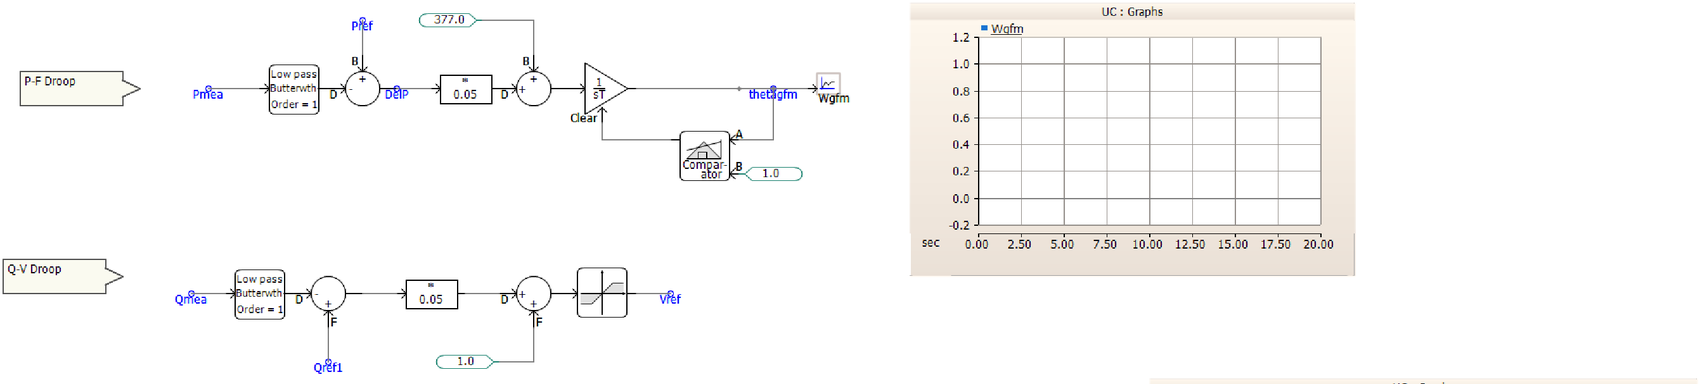 P-F Droop
Pref
377.0
B
B
Low pass
Butterwth
Order = 1
Pmea
D
+
-
DelP
*
0.05
D
+
+
1
sT
Clear
thetagfm
Wgfm
A
Compar-
ator
B
1.0
Q-V Droop
Low pass
Butterwth
Order = 1
Qmea
D
-
+
F
Qref1
*
0.05
D
+
+
F
1.0
Vref
UC : Graphs
Wgfm
1.2
1.0
0.8
0.6
0.4
0.2
0.0
-0.2
sec 0.00 2.50 5.00 7.50 10.00 12.50 15.00 17.50 20.00